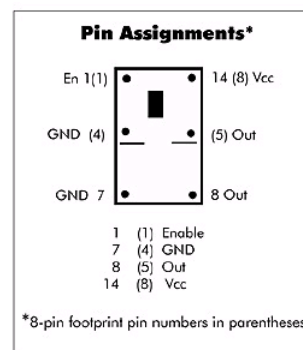 Pin Assignments*
En 1(1) 14 (8) Vcc
GND (4) (5) Out
GND 7 8 Out
1 (1) Enable
7 (4) GND
8 (5) Out
14 (8) Vcc
*8-pin footprint pin numbers in parentheses